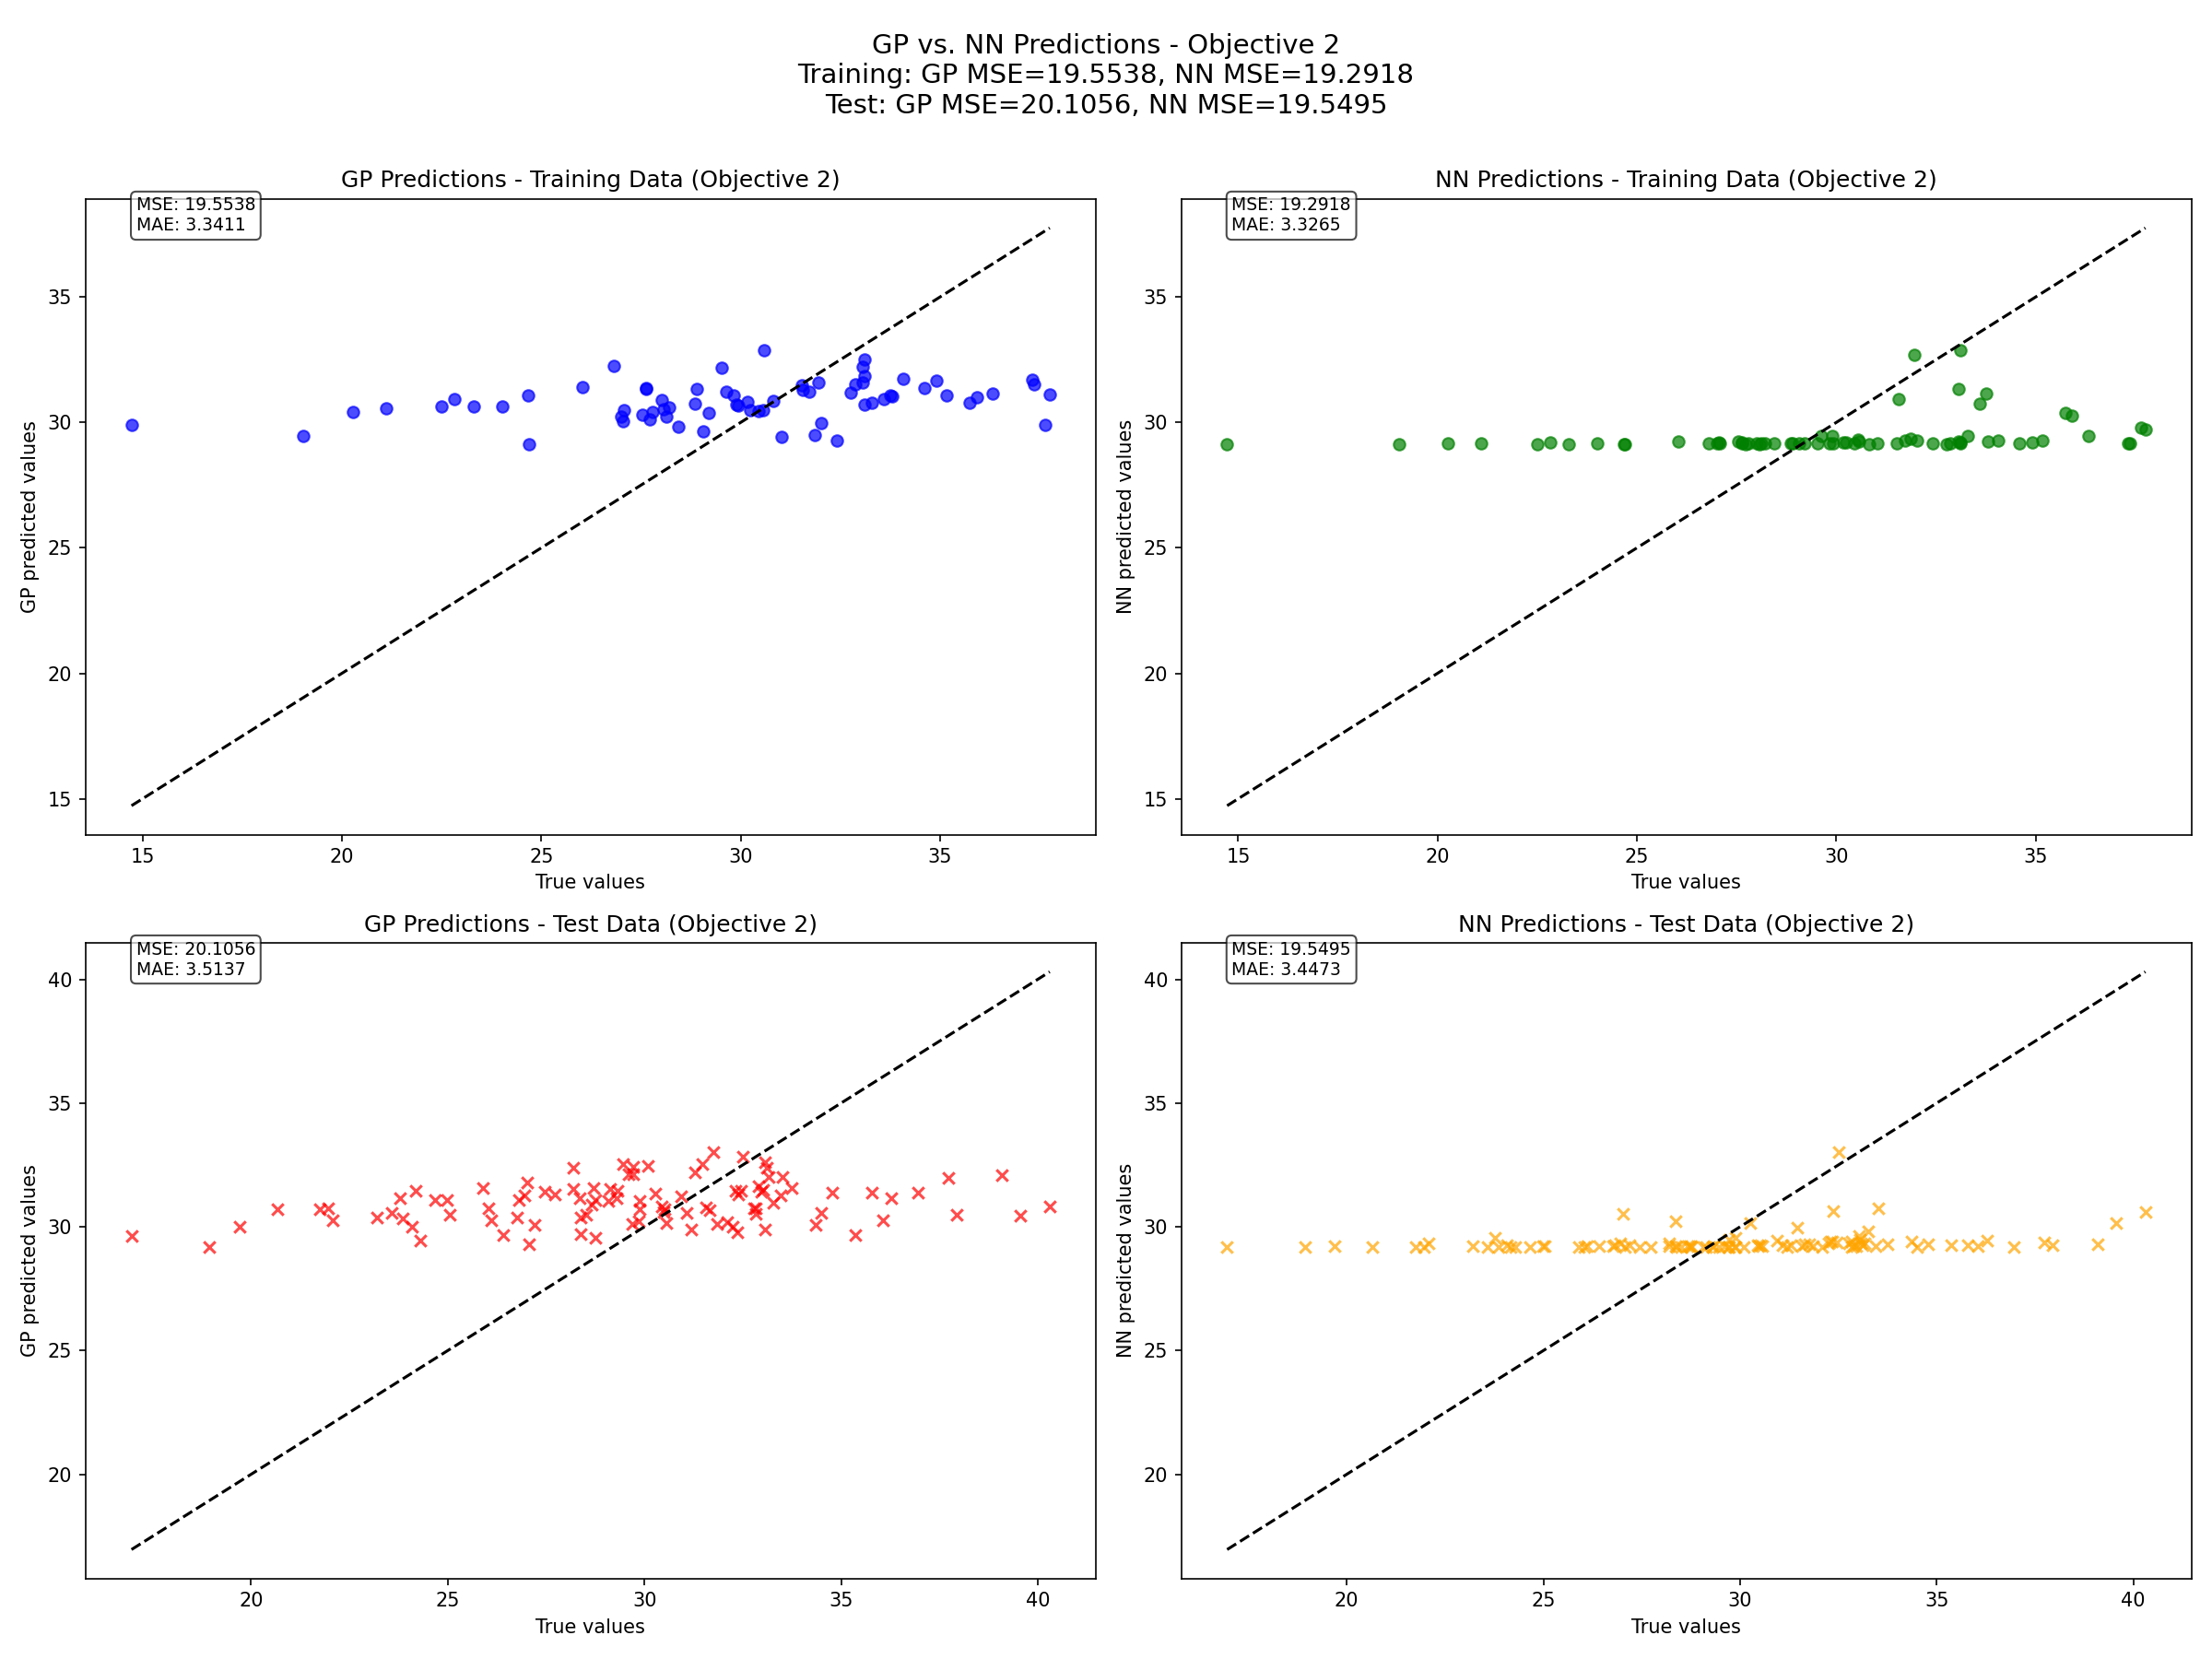 GP vs. NN Predictions - Objective 2
Training: GP MSE=19.5538, NN MSE=19.2918
Test: GP MSE=20.1056, NN MSE=19.5495
GP Predictions - Training Data (Objective 2)
MSE: 19.5538
MAE: 3.3411
35
30
25
20
15
GP predicted values
15 20 25 30 35
True values
NN Predictions - Training Data (Objective 2)
MSE: 19.2918
MAE: 3.3265
35
30
25
20
15
NN predicted values
15 20 25 30 35
True values
GP Predictions - Test Data (Objective 2)
MSE: 20.1056
MAE: 3.5137
40
35
30
25
20
GP predicted values
20 25 30 35 40
True values
NN Predictions - Test Data (Objective 2)
MSE: 19.5495
MAE: 3.4473
40
35
30
25
20
NN predicted values
20 25 30 35 40
True values